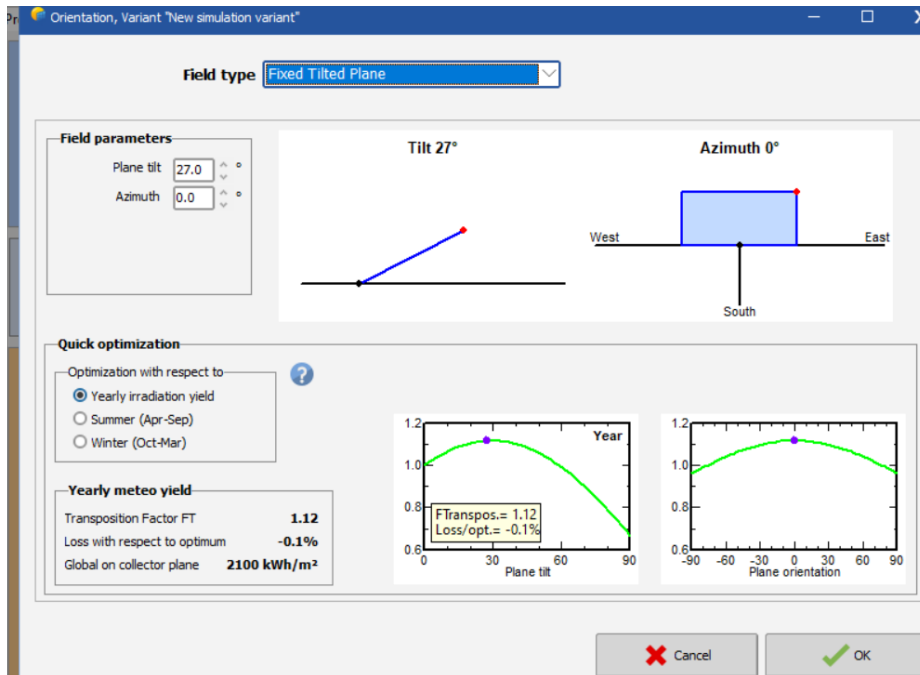 Pr
Orientation, Variant "New simulation variant"
Field type Fixed Tilted Plane
Field parameters
Plane tilt 27.0 °
Azimuth 0.0 °
Tilt 27°
Azimuth 0°
West East
South
Quick optimization
Optimization with respect to
Yearly irradiation yield
Summer (Apr-Sep)
Winter (Oct-Mar)
?
Yearly meteo yield
Transposition Factor FT 1.12
Loss with respect to optimum -0.1%
Global on collector plane 2100 kWh/m²
1.2
Year
1.0
0.8
FTranspos.= 1.12
Loss/opt.= -0.1%
0.6
0 30 60 90
Plane tilt
1.2
1.0
0.8
0.6
-90 -60 -30 0 30 60 90
Plane orientation
Cancel
OK